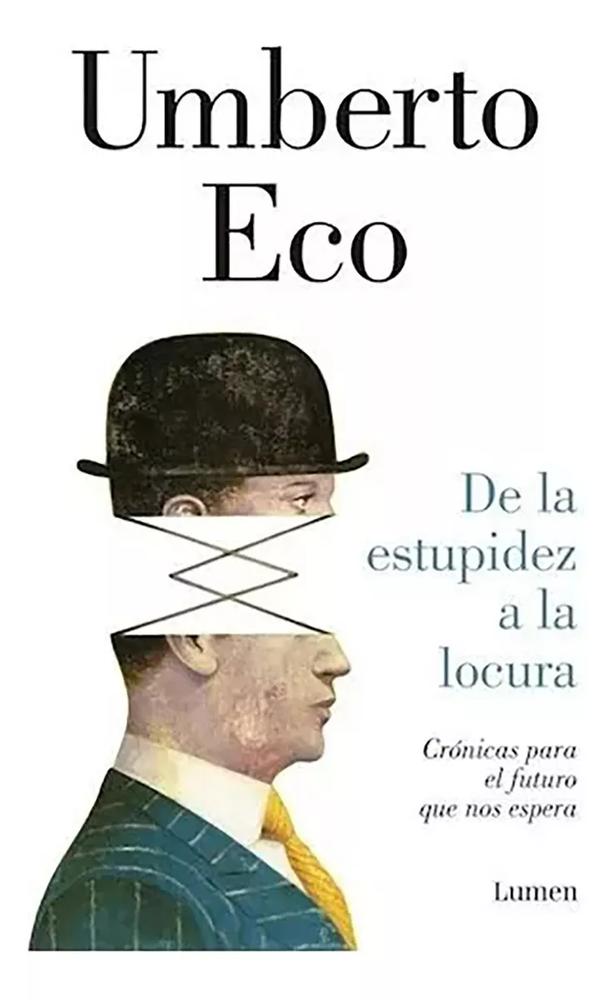 Umberto
Eco
De la
estupidez
a la
locura
Crónicas para
el futuro
que nos espera
Lumen